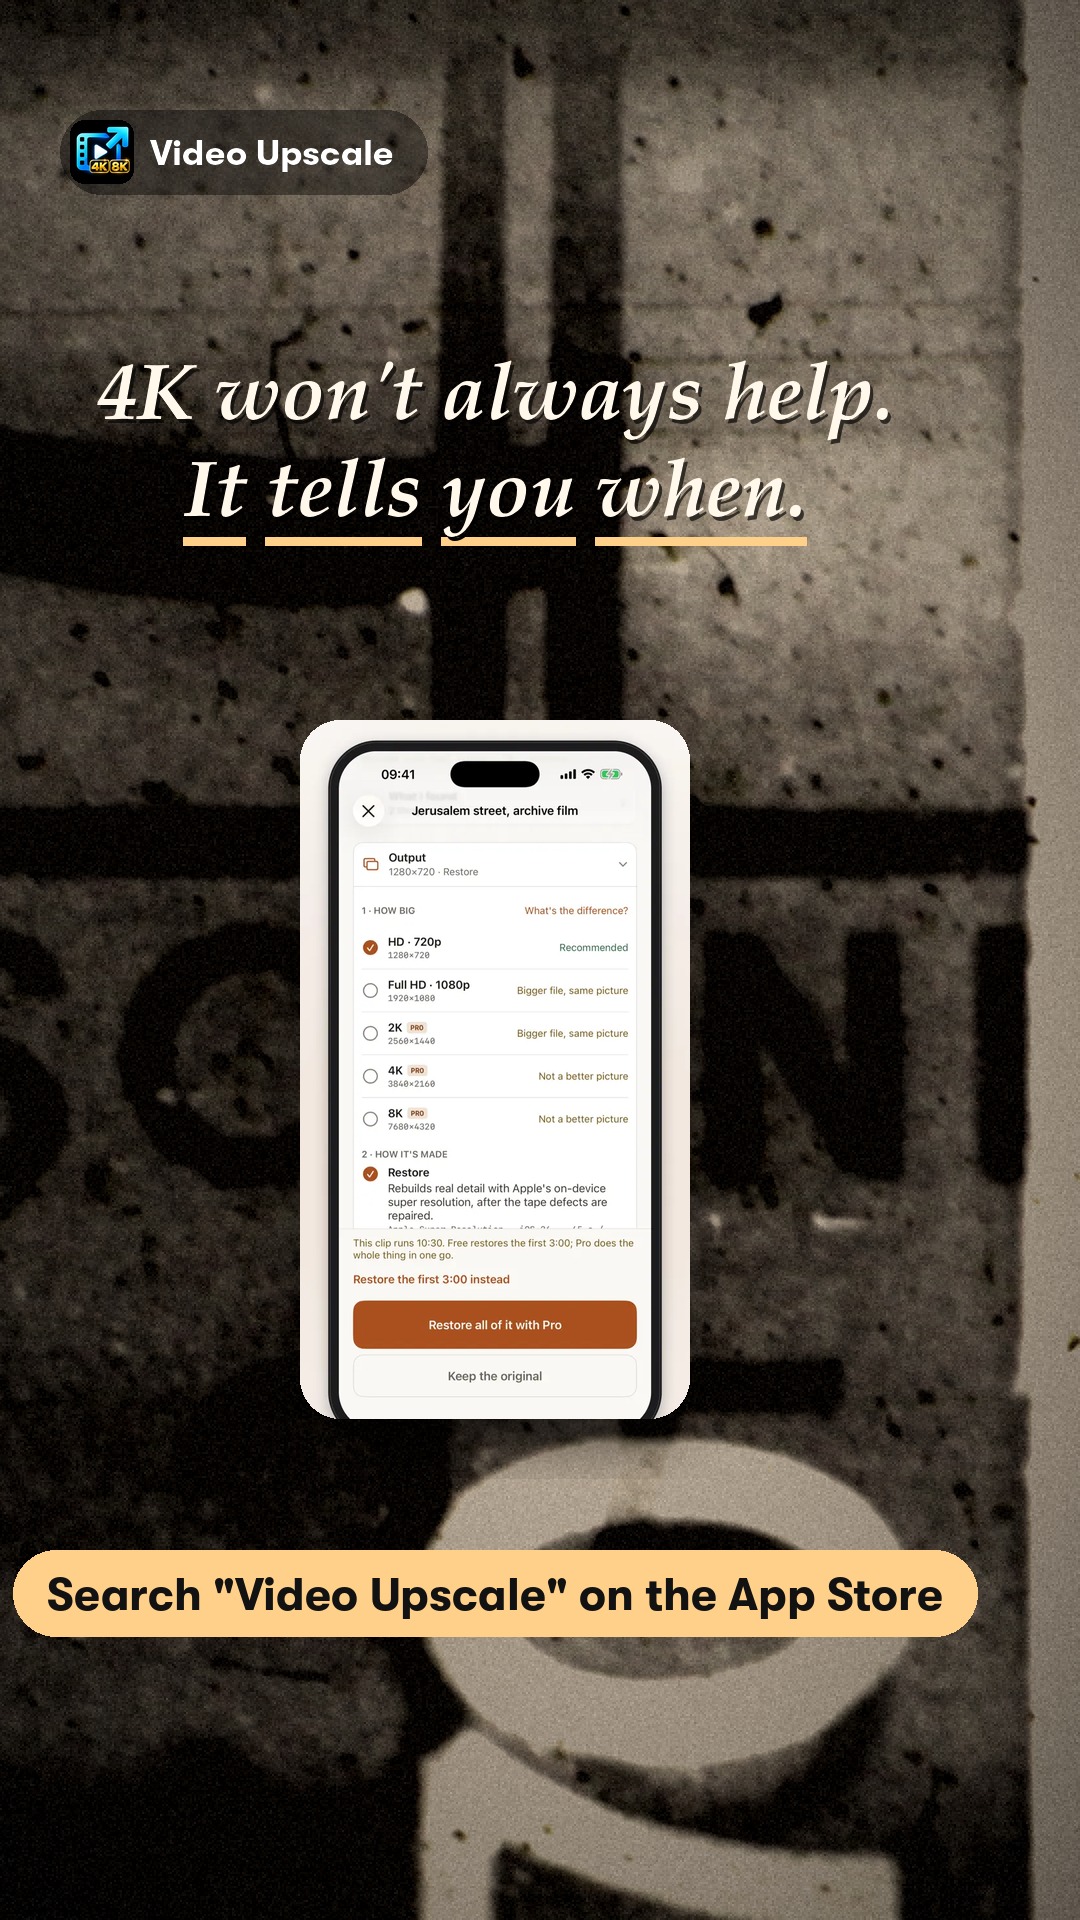 4K 8K
Video Upscale
4K won't always help.
It tells you when.
09:41
What I found
Jerusalem street, archive film
Output
1280×720 · Restore
1 · HOW BIG
What's the difference?
HD · 720p
Recommended
1280×720
Full HD · 1080p
Bigger file, same picture
1920×1080
2K PRO
Bigger file, same picture
2560×1440
4K PRO
Not a better picture
3840×2160
8K PRO
Not a better picture
7680×4320
2 · HOW IT'S MADE
Restore
Rebuilds real detail with Apple's on-device
super resolution, after the tape defects are
repaired.
This clip runs 10:30. Free restores the first 3:00; Pro does the
whole thing in one go.
Restore the first 3:00 instead
Restore all of it with Pro
Keep the original
Search "Video Upscale" on the App Store